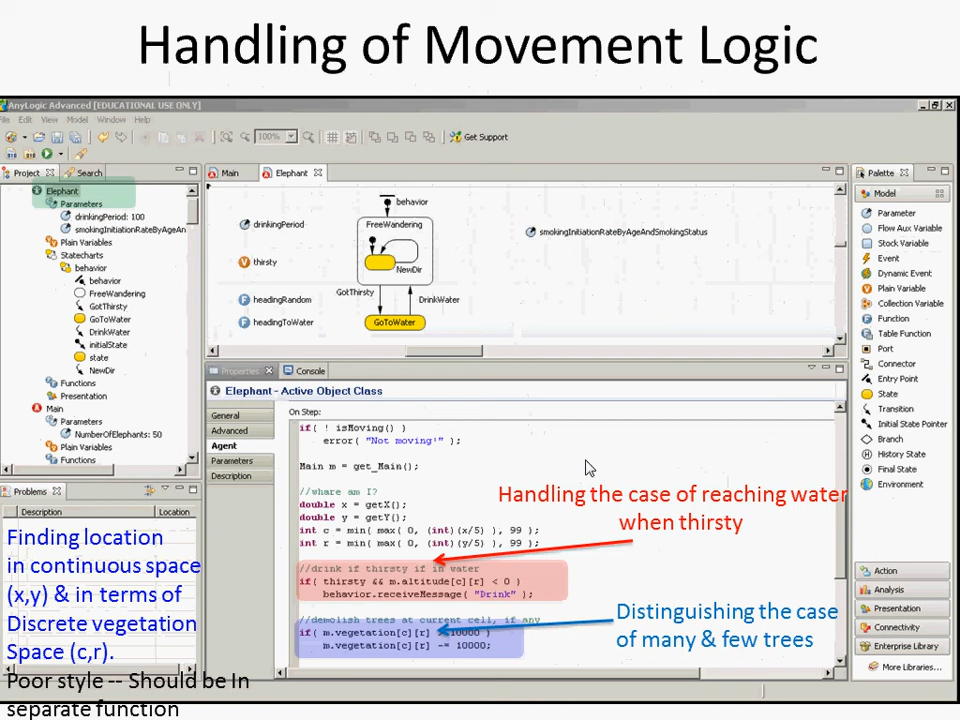 Handling of Movement Logic
AnyLogic Advanced [EDUCATIONAL USE ONLY]
File Edit View Model Window Help
100% Get Support
Project Search
Elephant
Parameters
drinkingPeriod: 100
smokingInitiationRateByAgeAn
Plain Variables
Statecharts
behavior
behavior
FreeWandering
GotThirsty
GoToWater
DrinkWater
initialState
state
NewDir
Functions
Presentation
Main
Parameters
NumberOfElephants: 50
Plain Variables
Functions
Problems
Description Location
Finding location
in continuous space
(x,y) & in terms of
Discrete vegetation
Space (c,r).
Poor style -- Should be In
separate function
Main Elephant
behavior
drinkingPeriod
FreeWandering
smokingInitiationRateByAgeAndSmokingStatus
thirsty
NewDir
GotThirsty
headingRandom
DrinkWater
headingToWater
GoToWater
Properties Console
Elephant - Active Object Class
General
Advanced
Agent
Parameters
Description
On Step:
if( ! isMoving() )
error( "Not moving!" );
Main m = get_Main();
//whare am I?
double x = getX();
double y = getY();
int c = min( max( 0, (int)(x/5) ), 99 );
int r = min( max( 0, (int)(y/5) ), 99 );
//drink if thirsty if in water
if( thirsty && m.altitude[c][r] < 0 )
behavior.receiveMessage( "Drink" );
//demolish trees at current cell, if any
if( m.vegetation[c][r] 10000 )
m.vegetation[c][r] -= 10000;
Handling the case of reaching water
when thirsty
Distinguishing the case
of many & few trees
Palette
Model
Parameter
Flow Aux Variable
Stock Variable
Event
Dynamic Event
Plain Variable
Collection Variable
Function
Table Function
Port
Connector
Entry Point
State
Transition
Initial State Pointer
Branch
History State
Final State
Environment
Action
Analysis
Presentation
Connectivity
Enterprise Library
More Libraries...